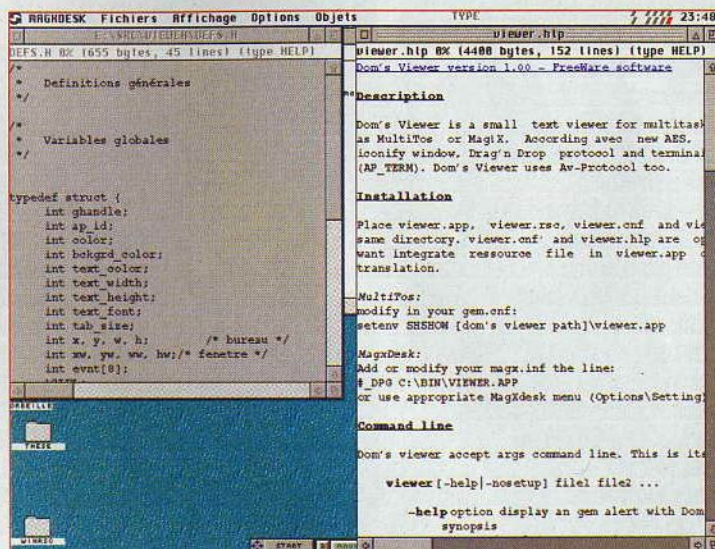 MAGXDESK Fichiers Affichage Options Objets TYPE 23:48
E:\SRC\VIEWER\DEFS.H
DEFS.H 0% (655 bytes, 45 lines) (type HELP)
/*
* Definitions générales
*/
/*
* Variables globales
*/
typedef struct {
int ghandle;
int ap_id;
int color;
int bckgrd_color;
int text_color;
int text_width;
int text_height;
int text_font;
int tab_size;
int x, y, w, h; /* bureau */
int xw, yw, ww, hw;/* fenetre */
int evnt[8];
CORBEILLE
THESE
WINREC
START
viewer.hlp
viewer.hlp 0% (4400 bytes, 152 lines) (type HELP)
Dom's Viewer version 1.00 - FreeWare software
Description
Dom's Viewer is a small text viewer for multitask
as MultiTos or MagiX. According avec new AES,
iconify window, Drag'n Drop protocol and terminal
(AP_TERM). Dom's Viewer uses Av-Protocol too.
Installation
Place viewer.app, viewer.rsc, viewer.cnf and vie
same directory. viewer.cnf' and viewer.hlp are op
want integrate ressource file in viewer.app
translation.
MultiTos:
modify in your gem.cnf:
setenv SHSHOW [dom's viewer path]\viewer.app
MagxDesk:
Add or modify your magx.inf the line:
#_DPG C:\BIN\VIEWER.APP
or use appropriate MagXdesk menu (Options\Setting)
Command line
Dom's viewer accept args command line. This is its
viewer [-help|-nosetup] file1 file2 ...
-help option display an gem alert with Dom
synopsis